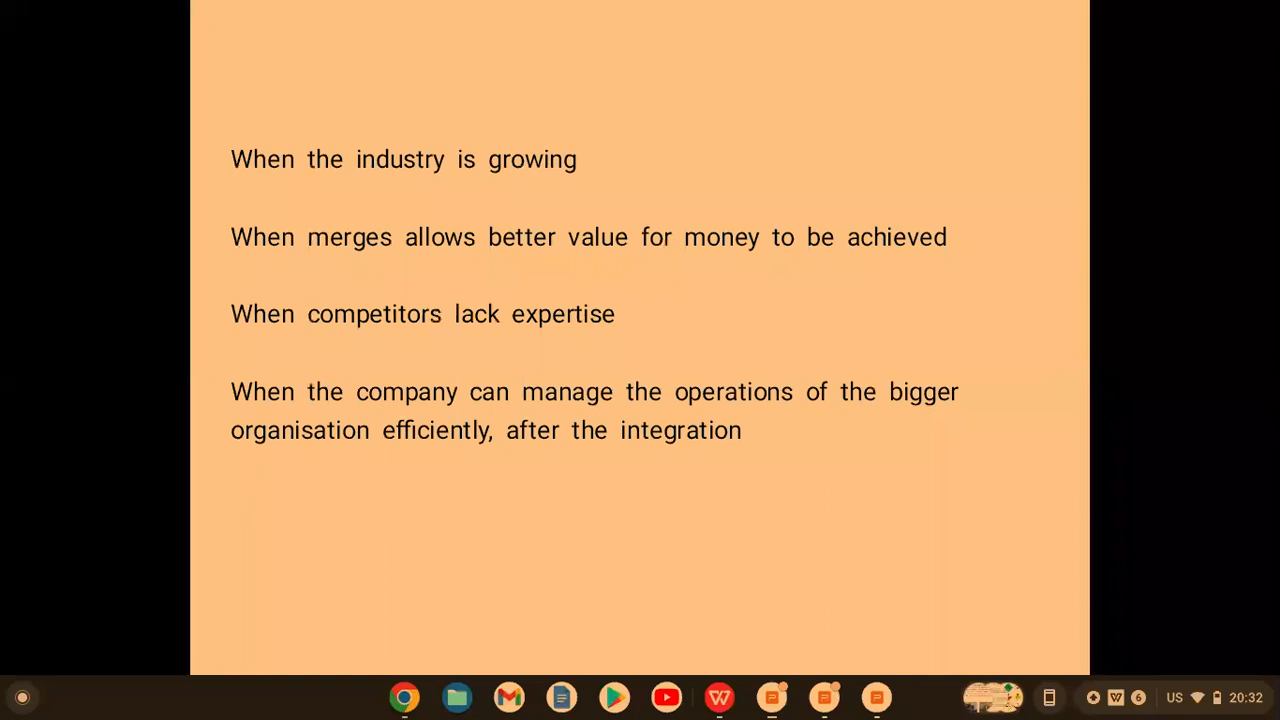 When the industry is growing
When merges allows better value for money to be achieved
When competitors lack expertise
When the company can manage the operations of the bigger
organisation efficiently, after the integration
6 US 20:32